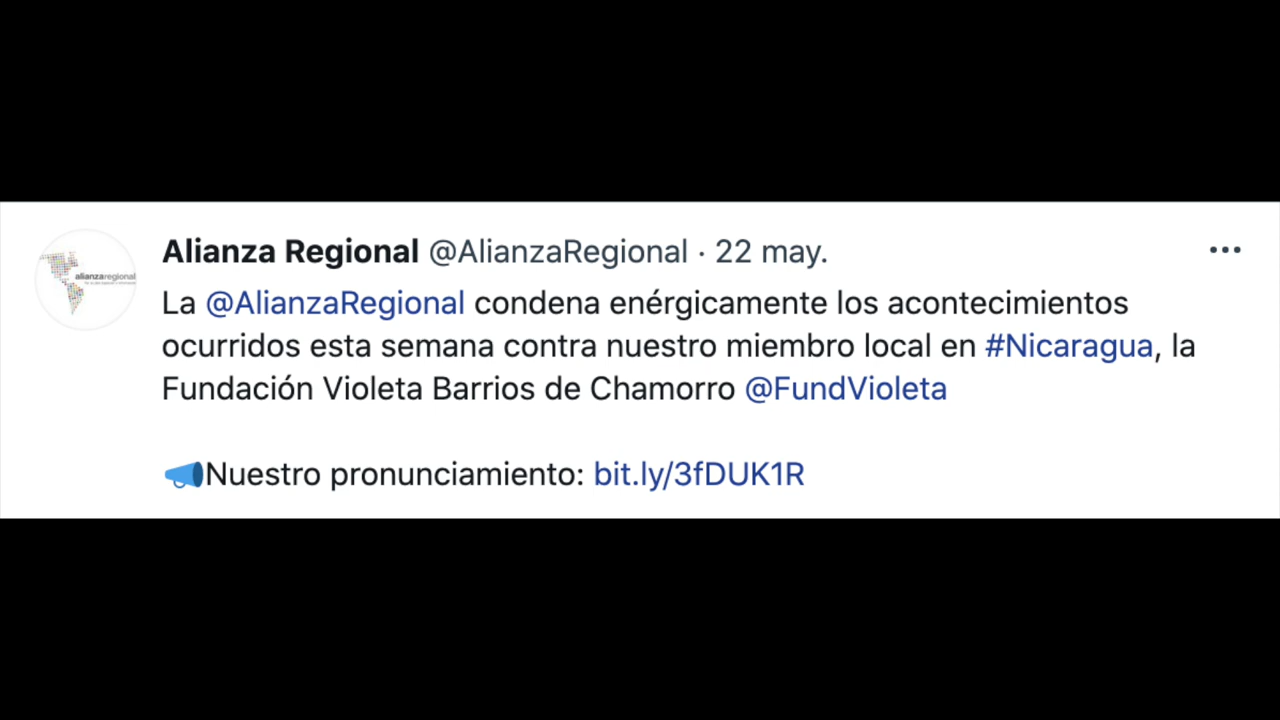 Alianza Regional @AlianzaRegional · 22 may.
alianzaregional
La @AlianzaRegional condena enérgicamente los acontecimientos
ocurridos esta semana contra nuestro miembro local en #Nicaragua, la
Fundación Violeta Barrios de Chamorro @FundVioleta
📣Nuestro pronunciamiento: bit.ly/3fDUK1R